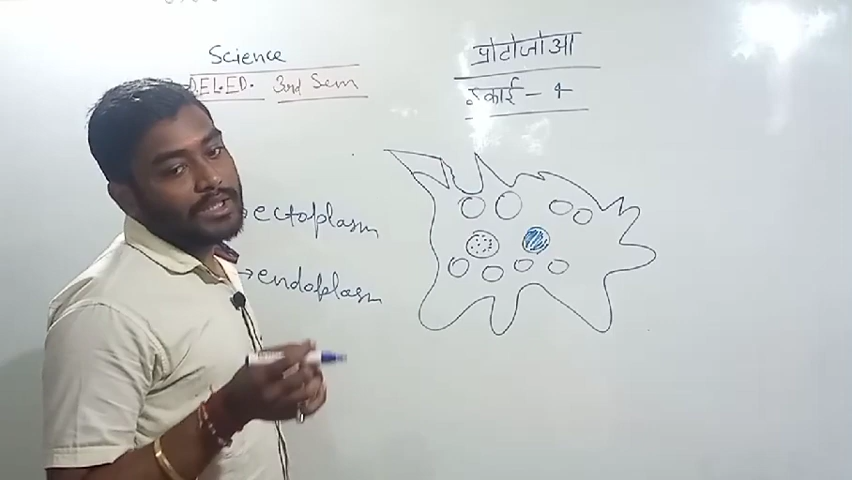 Science
D.EL.ED. 3rd Sem
प्रोटोजोआ
इकाई - 4
ectoplasm
→ endoplasm